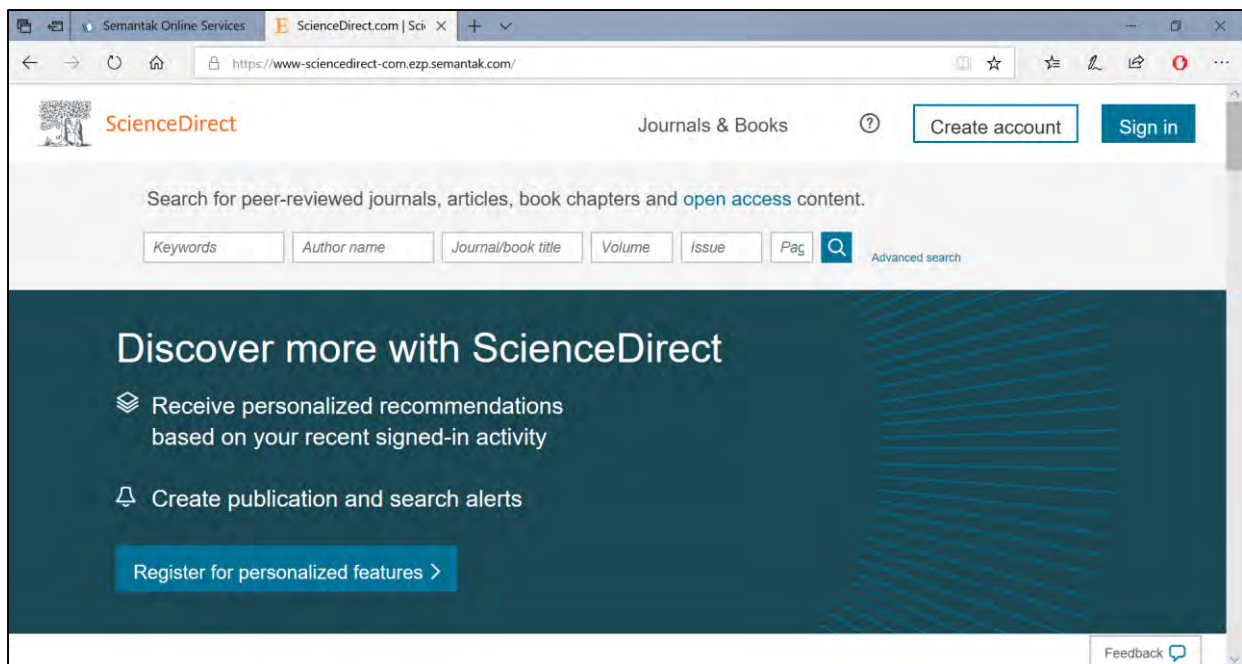 Semantak Online Services
E ScienceDirect.com | Sci
https://www-sciencedirect-com.ezp.semantak.com/
ScienceDirect Journals & Books ? Create account Sign in
Search for peer-reviewed journals, articles, book chapters and open access content.
Keywords Author name Journal/book title Volume Issue Pag Advanced search
Discover more with ScienceDirect
Receive personalized recommendations
based on your recent signed-in activity
Create publication and search alerts
Register for personalized features >
Feedback